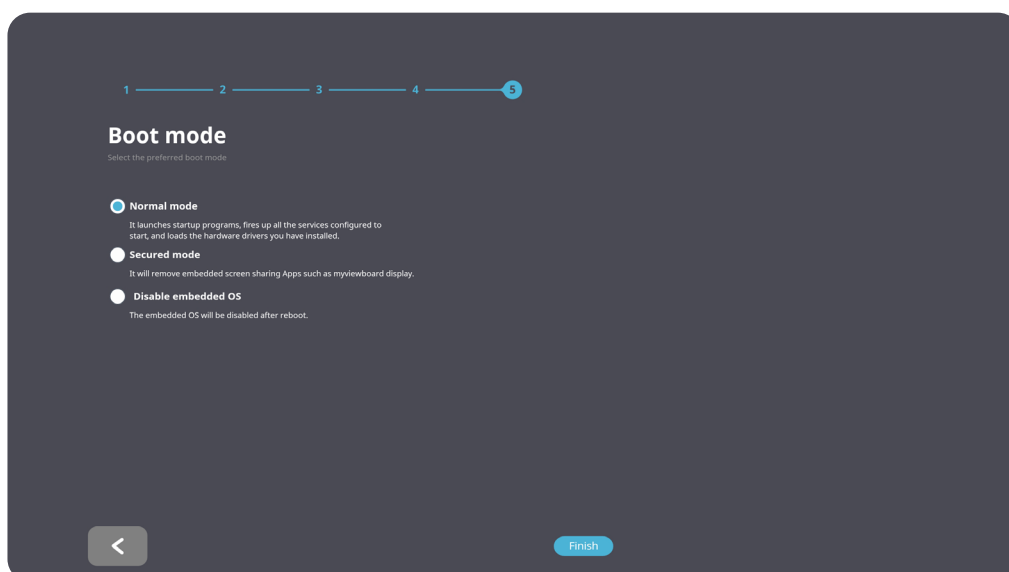 1 2 3 4 5
Boot mode
Select the preferred boot mode
Normal mode
It launches startup programs, fires up all the services configured to
start, and loads the hardware drivers you have installed.
Secured mode
It will remove embedded screen sharing Apps such as myviewboard display.
Disable embedded OS
The embedded OS will be disabled after reboot.
Finish